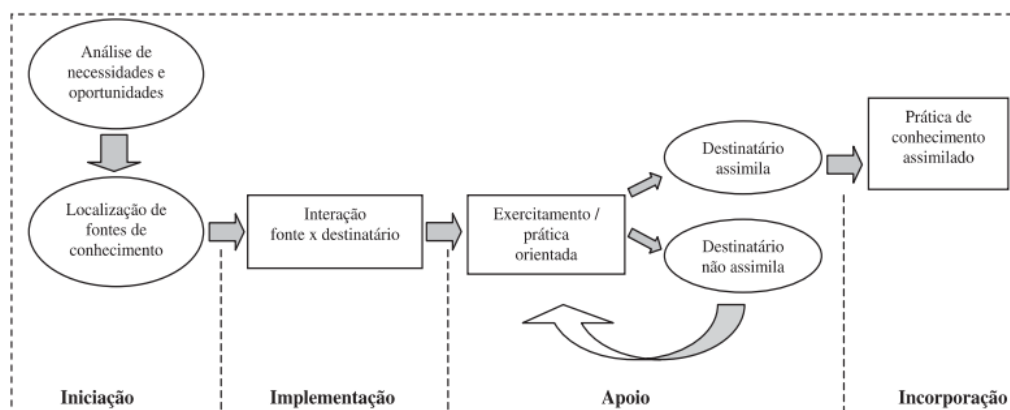 Análise de
necessidades e
oportunidades
Localização de
fontes de
conhecimento
Interação
fonte x destinatário
Exercitamento /
prática
orientada
Destinatário
assimila
Destinatário
não assimila
Prática de
conhecimento
assimilado
Iniciação
Implementação
Apoio
Incorporação